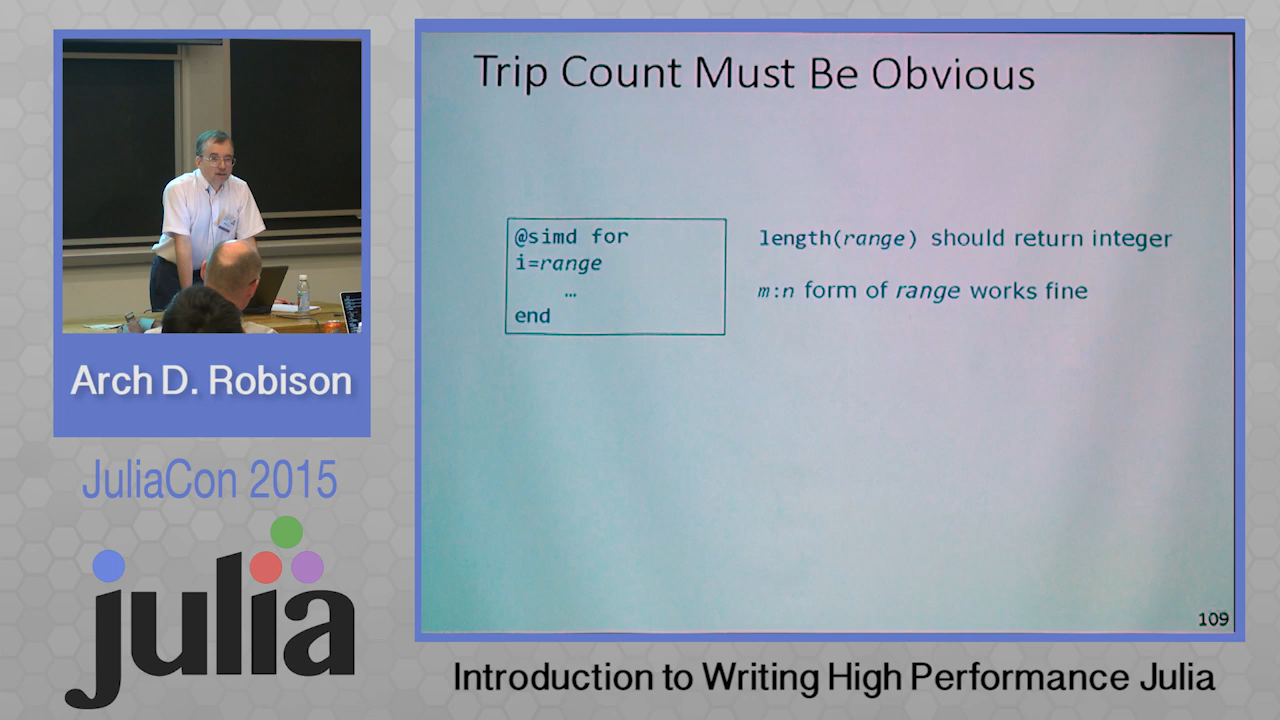 Trip Count Must Be Obvious
@simd for
i=range
…
end
length(range) should return integer
m:n form of range works fine
109
Arch D. Robison
JuliaCon 2015
julia
Introduction to Writing High Performance Julia